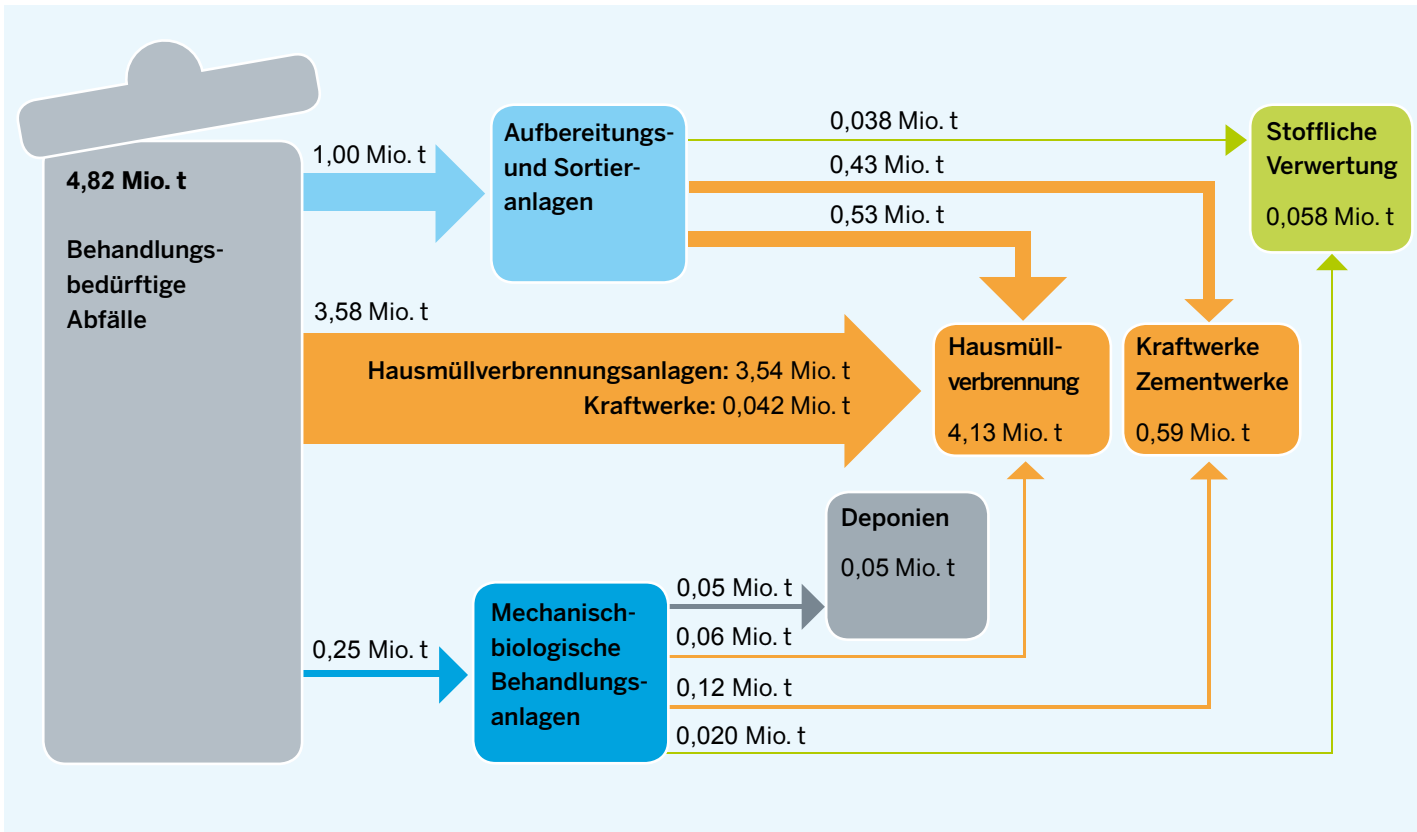 4,82 Mio. t
Behandlungs-
bedürftige
Abfälle
1,00 Mio. t
Aufbereitungs-
und Sortier-
anlagen
0,038 Mio. t
0,43 Mio. t
0,53 Mio. t
Stoffliche
Verwertung
0,058 Mio. t
3,58 Mio. t
Hausmüllverbrennungsanlagen: 3,54 Mio. t
Kraftwerke: 0,042 Mio. t
Hausmüll-
verbrennung
4,13 Mio. t
Kraftwerke
Zementwerke
0,59 Mio. t
Deponien
0,05 Mio. t
0,25 Mio. t
Mechanisch-
biologische
Behandlungs-
anlagen
0,05 Mio. t
0,06 Mio. t
0,12 Mio. t
0,020 Mio. t